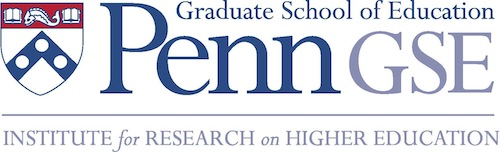 Graduate School of Education
Penn GSE
INSTITUTE for RESEARCH on HIGHER EDUCATION